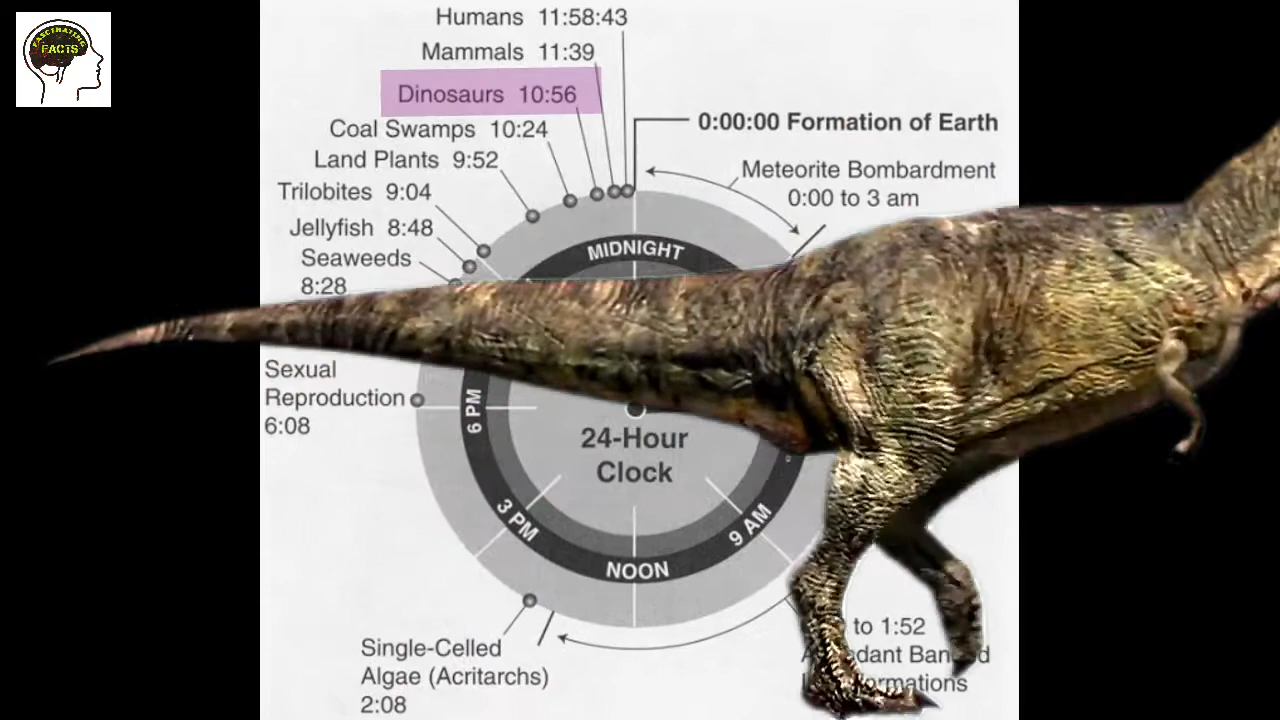 FASCINATING
FACTS
Humans 11:58:43
Mammals 11:39
Dinosaurs 10:56
Coal Swamps 10:24
Land Plants 9:52
Trilobites 9:04
Jellyfish 8:48
Seaweeds
8:28
Sexual
Reproduction
6:08
0:00:00 Formation of Earth
Meteorite Bombardment
0:00 to 3 am
MIDNIGHT
6 PM
24-Hour
Clock
3 PM
9 AM
NOON
Single-Celled
Algae (Acritarchs)
2:08
to 1:52